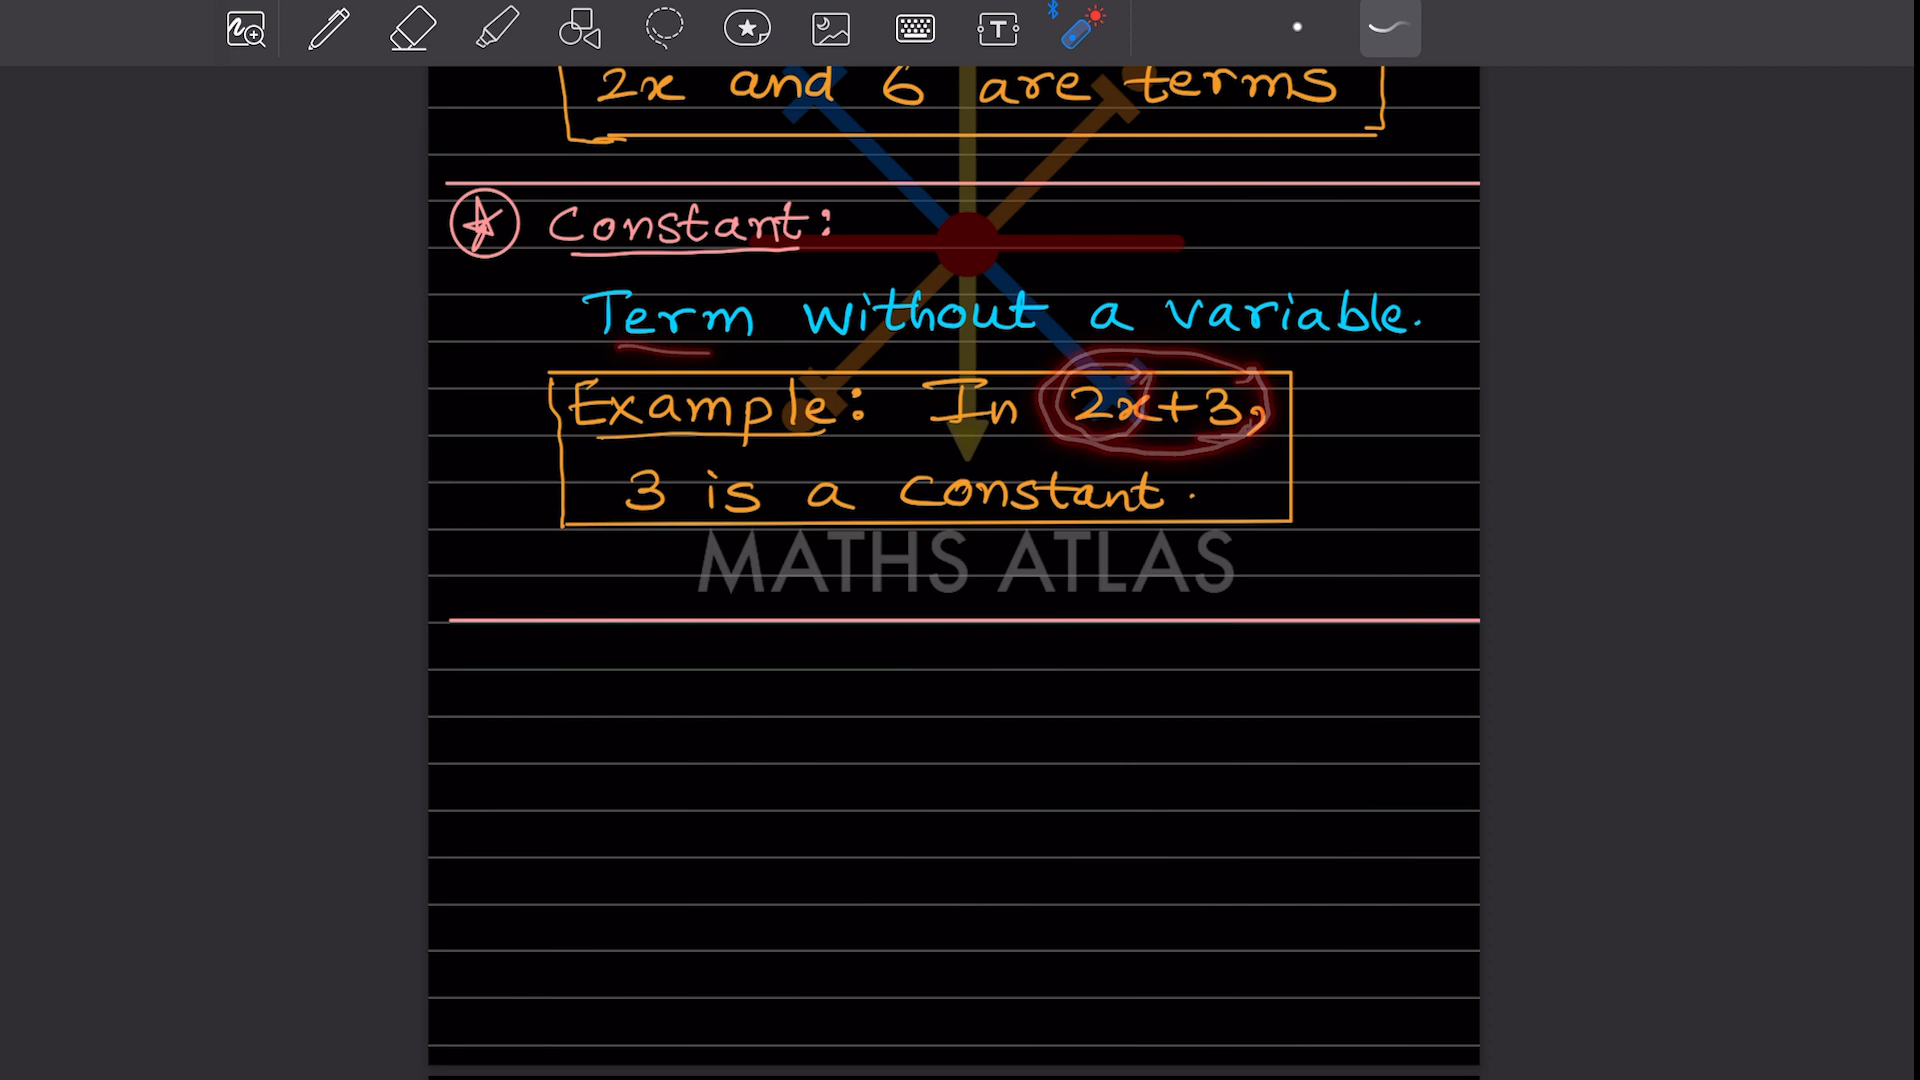 2x and 6 are terms
Constant:
Term without a variable.
Example: In 2x+3,
3 is a constant.
MATHS ATLAS